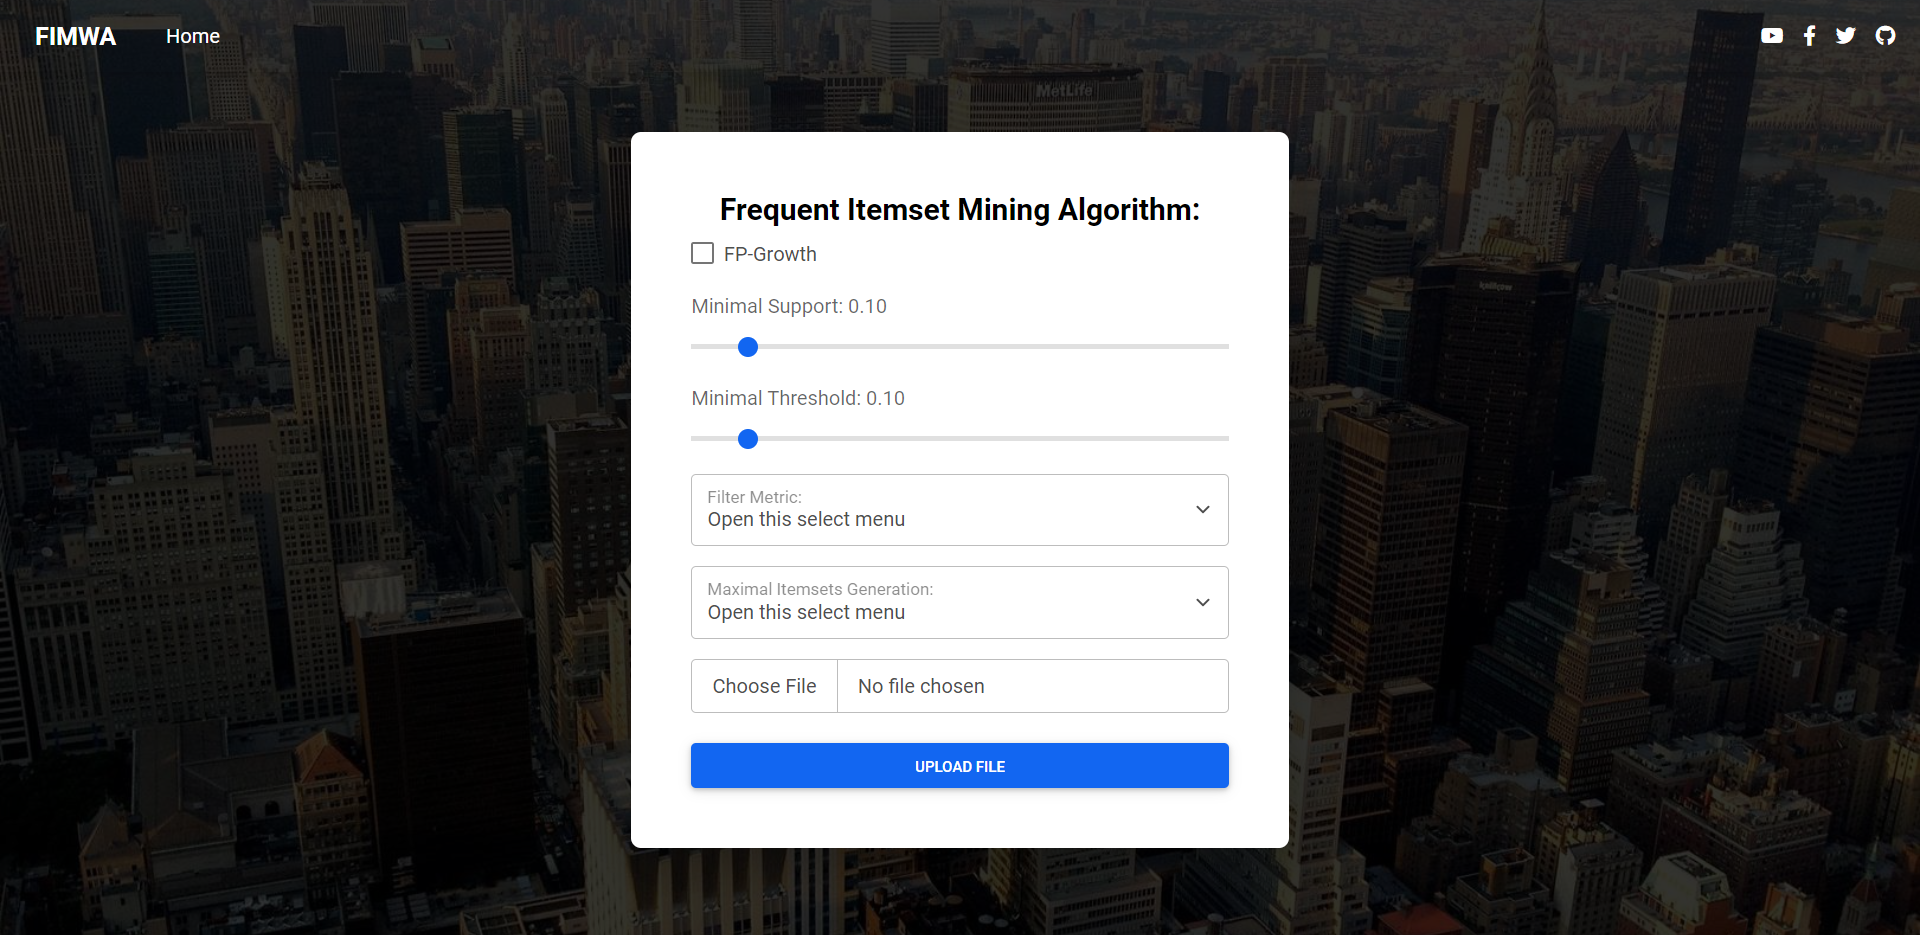 FIMWA Home
MetLife
Frequent Itemset Mining Algorithm:
FP-Growth
Minimal Support: 0.10
Minimal Threshold: 0.10
Filter Metric:
Open this select menu
Maximal Itemsets Generation:
Open this select menu
Choose File No file chosen
UPLOAD FILE